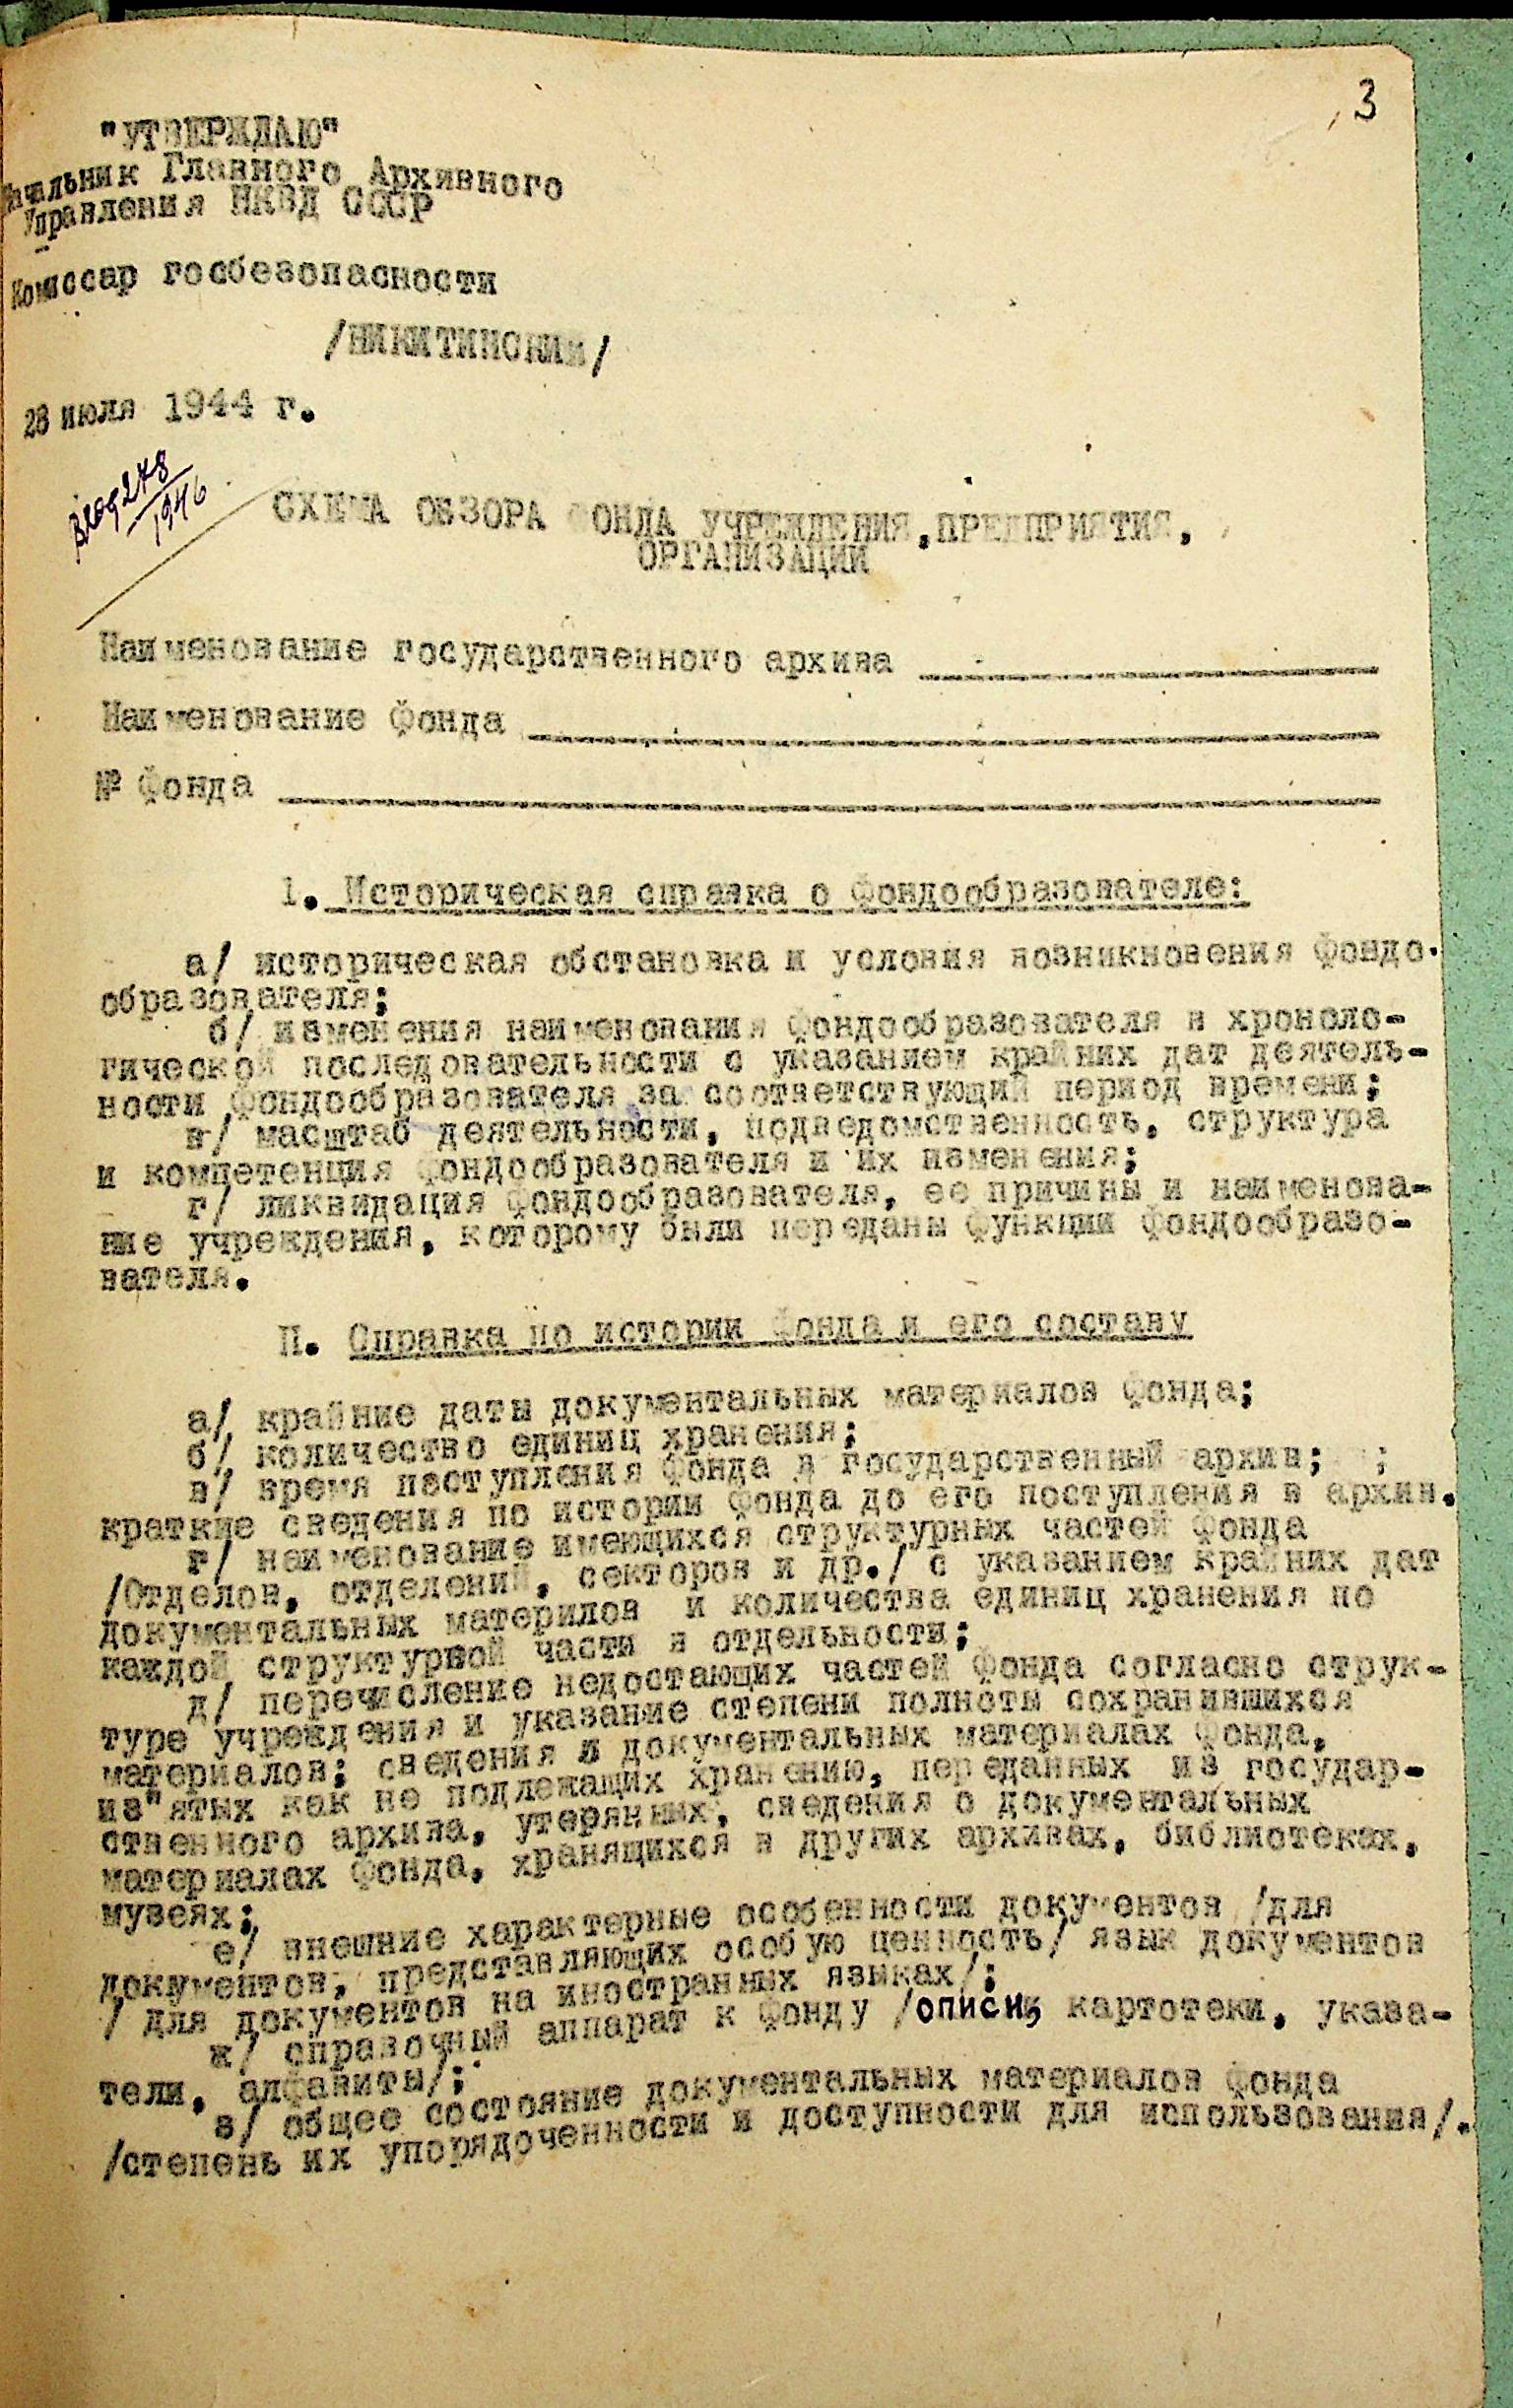 3
"УТВЕРЖДАЮ"
Начальник Главного Архивного
Управления НКВД СССР
Комиссар госбезопасности
/НИКИТИНСКИЙ/
28 июля 1944 г.
278
1946
СХЕМА ОБЗОРА ФОНДА УЧРЕЖДЕНИЯ, ПРЕДПРИЯТИЯ,
ОРГАНИЗАЦИИ
Наименование государственного архива
Наименование фонда
№ фонда
1. Историческая справка о фондообразователе:
а/ историческая обстановка и условия возникновения фондо-
образователя;
б/ изменения наименования фондообразователя в хроноло-
гической последовательности с указанием крайних дат деятель-
ности фондообразователя за соответствующий период времени;
в/ масштаб деятельности, подведомственность, структура
и компетенция фондообразователя и их изменения;
г/ ликвидация фондообразователя, ее причины и наименова-
ние учреждения, которому были переданы функции фондообразо-
вателя.
П. Справка по истории фонда и его составу
а/ крайние даты документальных материалов фонда;
б/ количество единиц хранения;
в/ время поступления фонда в государственный архив; ;
краткие сведения по истории фонда до его поступления в архив.
г/ наименование имеющихся структурных частей фонда
/Отделов, отделений, секторов и др./ с указанием крайних дат
документальных материлов и количества единиц хранения по
каждой структурной части в отдельности;
д/ перечисление недостающих частей фонда согласно струк-
туре учреждения и указание степени полноты сохранившихся
материалов; сведения о документальных материалах фонда,
из"ятых как не подлежащих хранению, переданных из государ-
ственного архива, утерянных, сведения о документальных
материалах фонда, хранящихся в других архивах, библиотеках,
музеях;
е/ внешние характерные особенности документов /для
документов, представляющих особую ценность/ язык документов
/ для документов на иностранных языках/;
ж/ справочный аппарат к фонду /описи, картотеки, указа-
тели, алфавиты/;
з/ общее состояние документальных материалов фонда
/степень их упорядоченности и доступности для использования/.